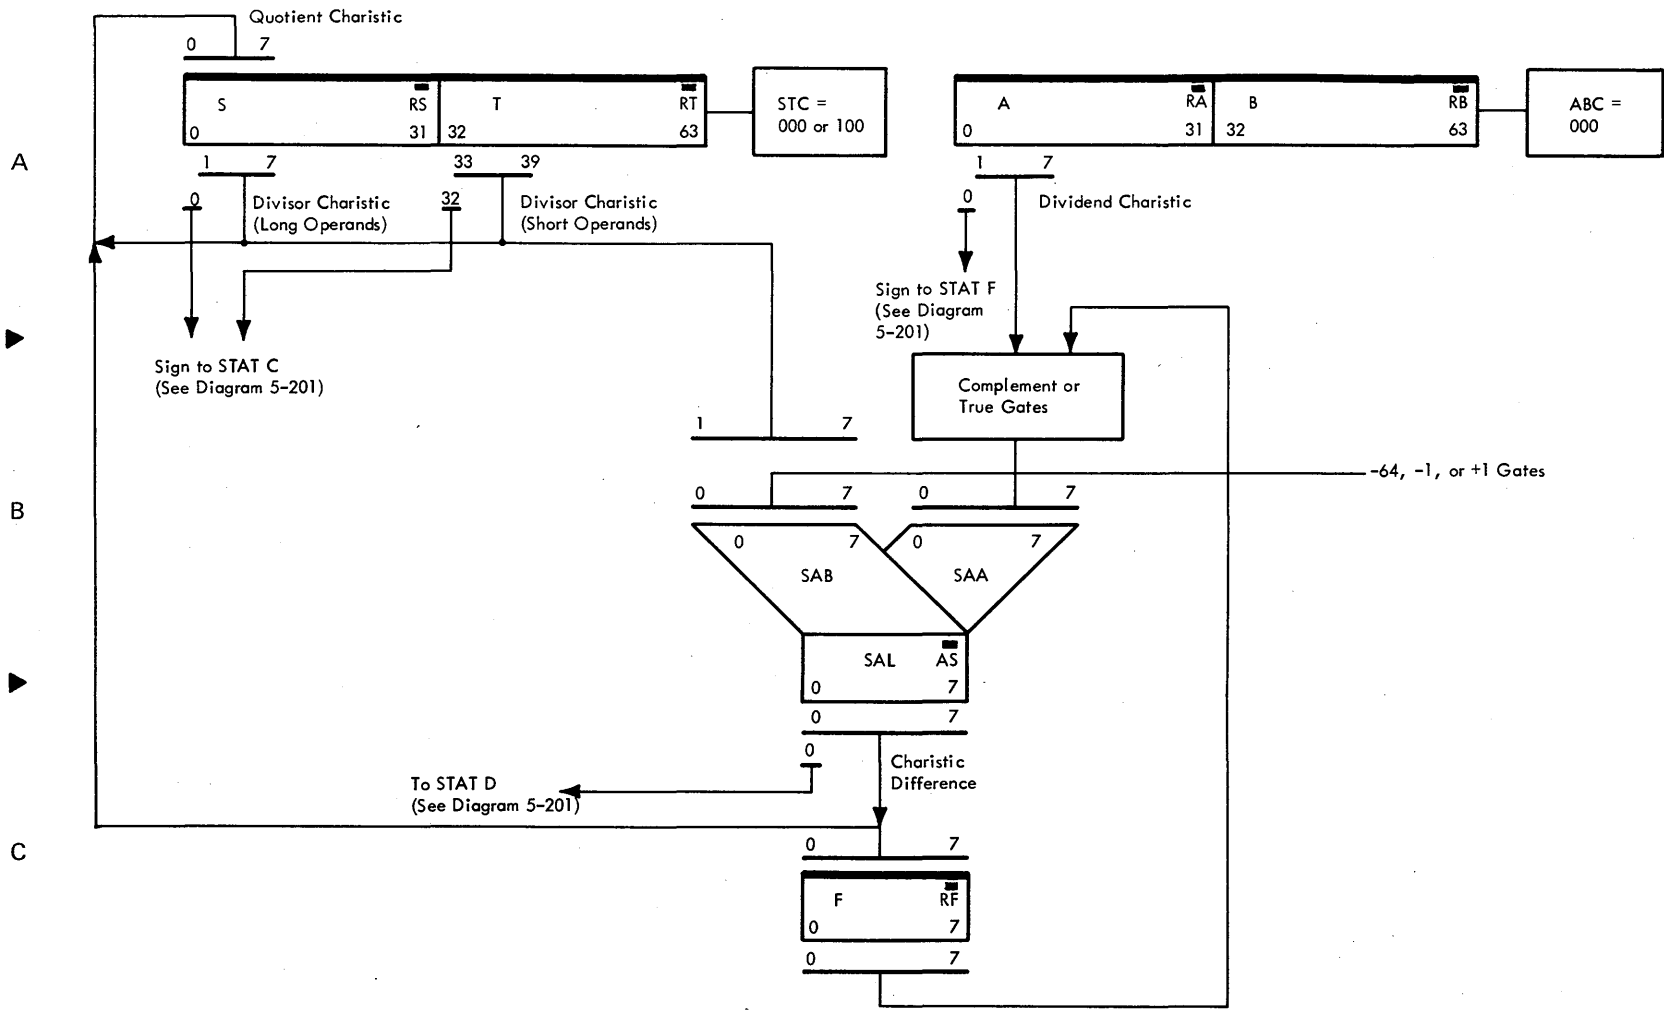 Quotient Charistic
0 7
S RS T RT
0 31 32 63
STC =
000 or 100
A RA B RB
0 31 32 63
ABC =
000
A
1 7
33 39
1 7
0
Divisor Charistic
(Long Operands)
32
Divisor Charistic
(Short Operands)
0
Dividend Charistic
Sign to STAT F
(See Diagram
5-201)
Sign to STAT C
(See Diagram 5-201)
Complement or
True Gates
1 7
-64, -1, or +1 Gates
0 7
0 7
B
0 7
0 7
SAB
SAA
SAL AS
0 7
0 7
0
Charistic
Difference
To STAT D
(See Diagram 5-201)
C
0 7
F RF
0 7
0 7